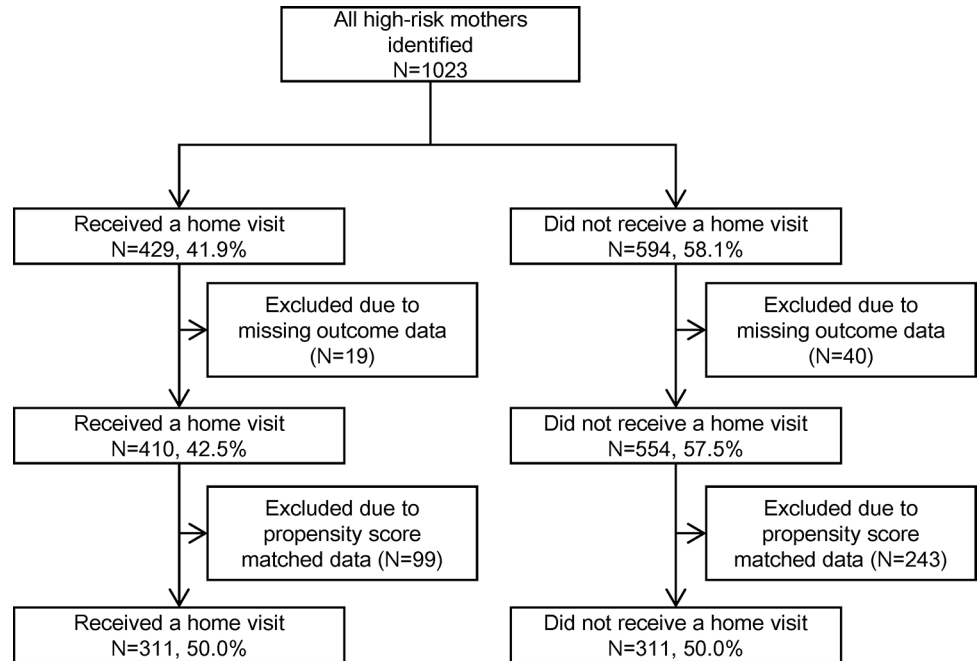 All high-risk mothers
identified
N=1023
Received a home visit
N=429, 41.9%
Did not receive a home visit
N=594, 58.1%
Excluded due to
missing outcome data
(N=19)
Excluded due to
missing outcome data
(N=40)
Received a home visit
N=410, 42.5%
Did not receive a home visit
N=554, 57.5%
Excluded due to
propensity score
matched data (N=99)
Excluded due to
propensity score
matched data (N=243)
Received a home visit
N=311, 50.0%
Did not receive a home visit
N=311, 50.0%